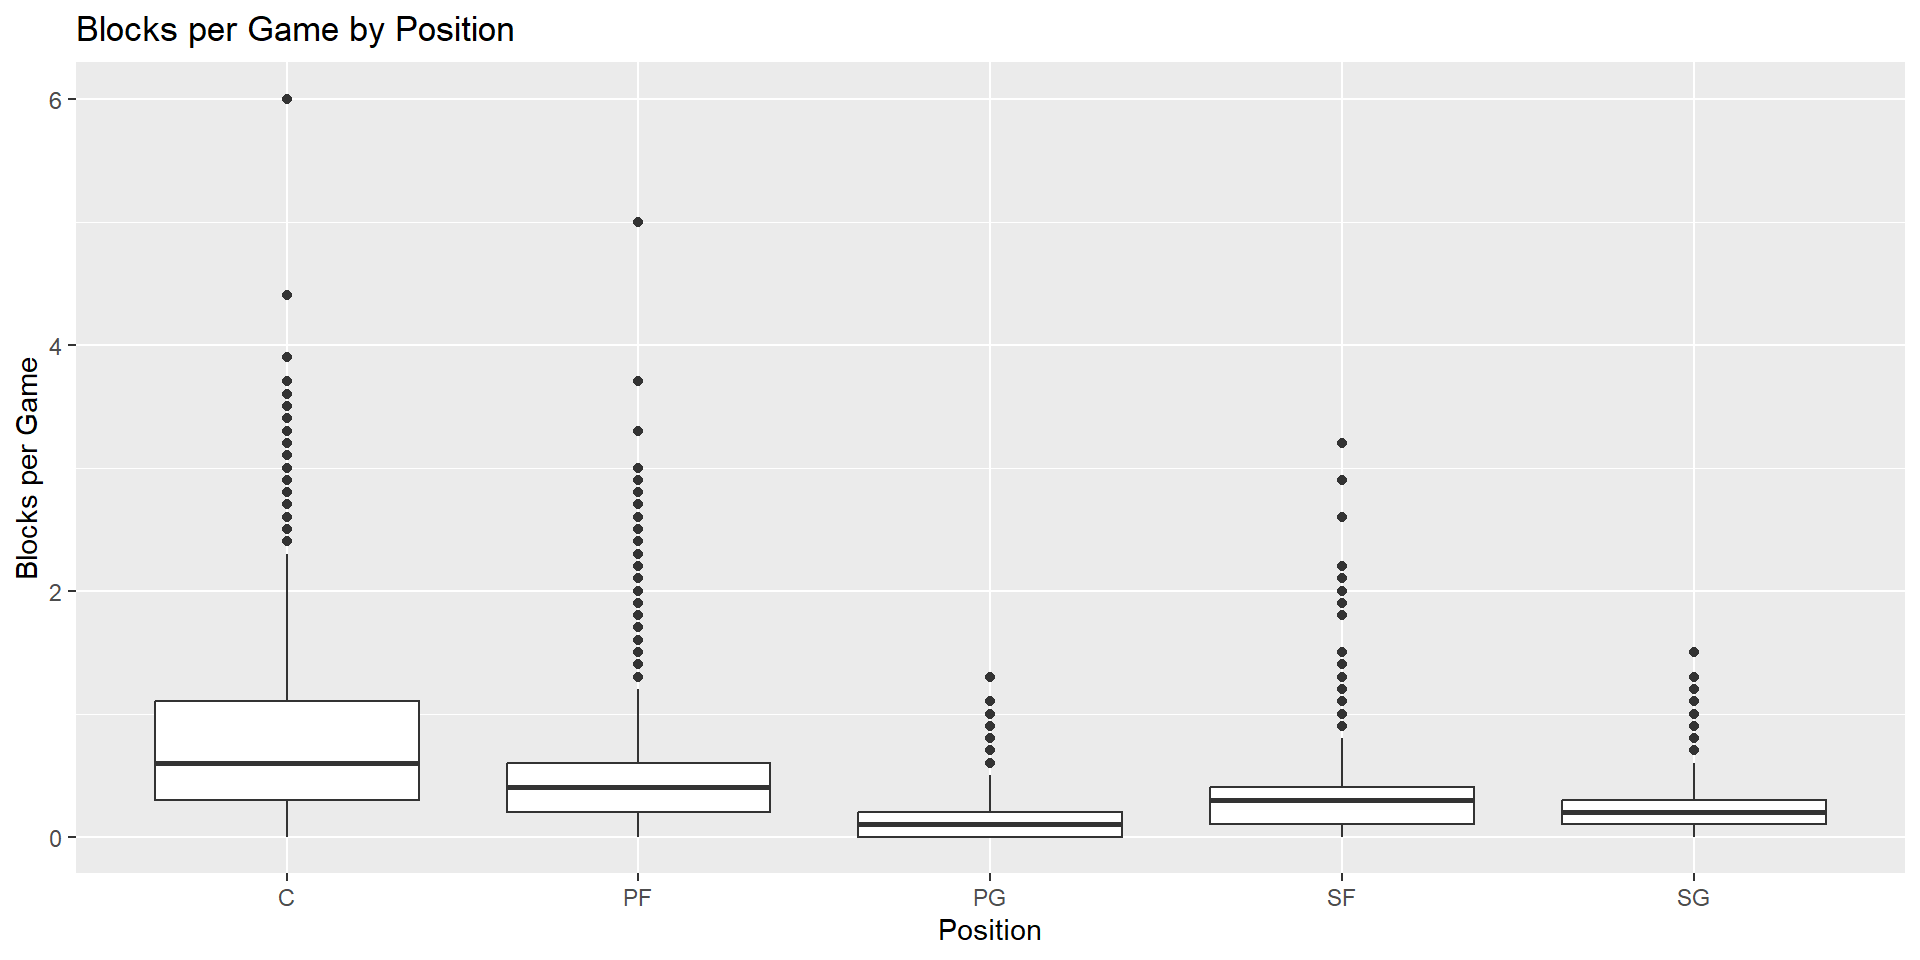 Blocks per Game by Position
Blocks per Game
6
4
2
0
C
PF
PG
SF
SG
Position